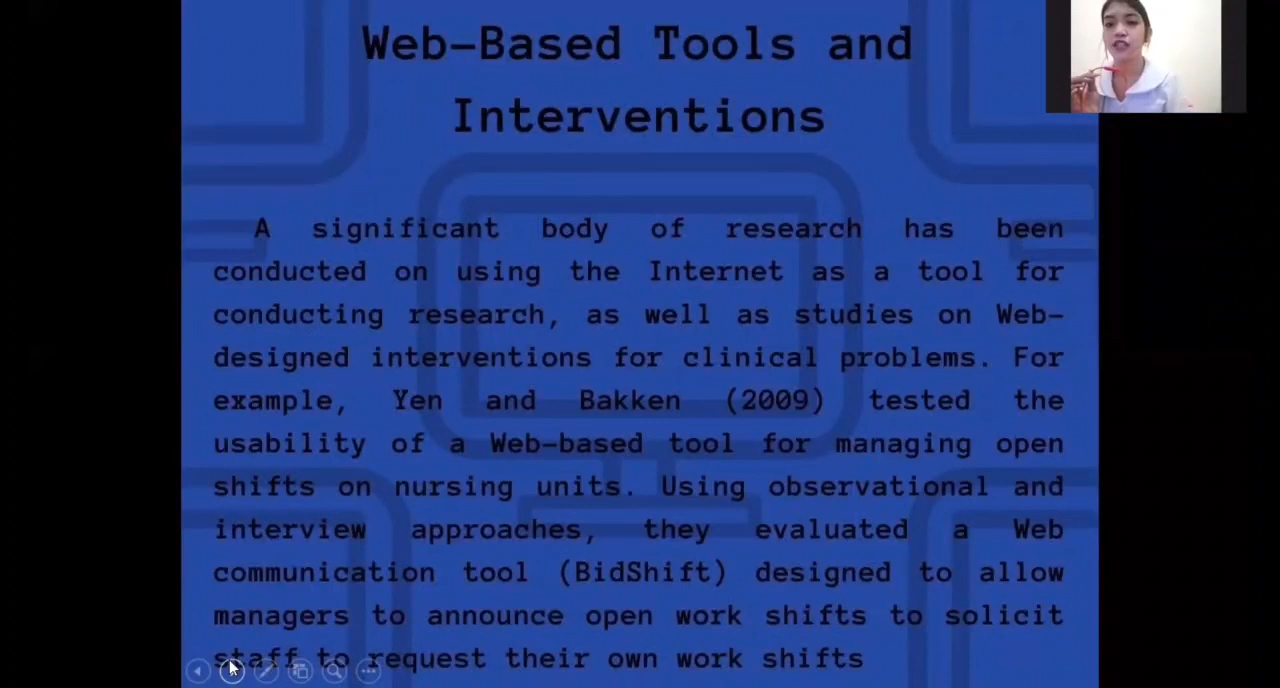 Web-Based Tools and
Interventions
A significant body of research has been
conducted on using the Internet as a tool for
conducting research, as well as studies on Web-
designed interventions for clinical problems. For
example, Yen and Bakken (2009) tested the
usability of a Web-based tool for managing open
shifts on nursing units. Using observational and
interview approaches, they evaluated a Web
communication tool (BidShift) designed to allow
managers to announce open work shifts to solicit
staff to request their own work shifts